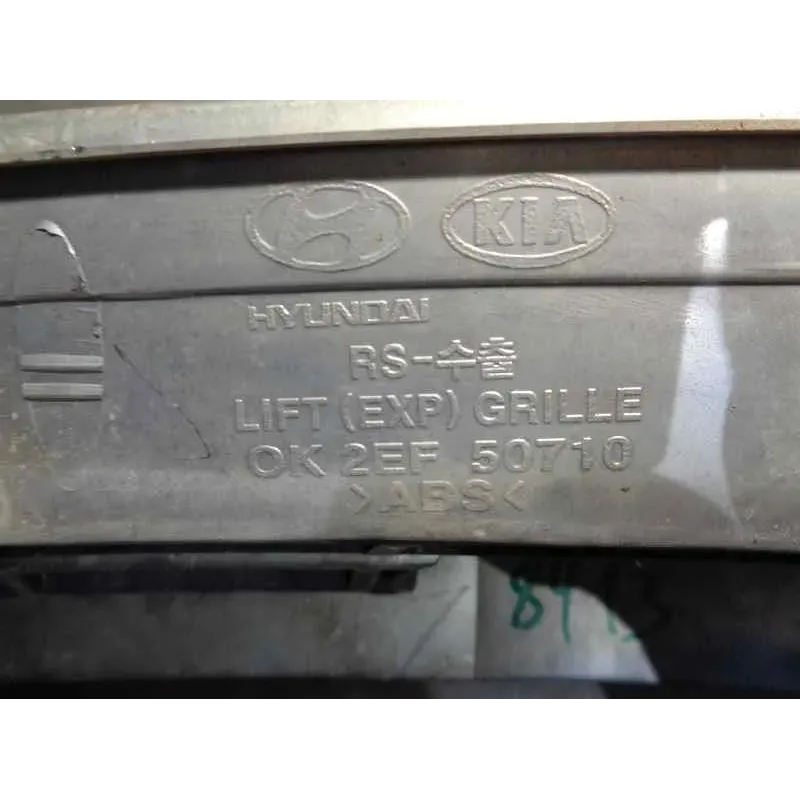 KIA
HYUNDAI
RS-수출
LIFT (EXP) GRILLE
OK 2EF 50710
>ABS<